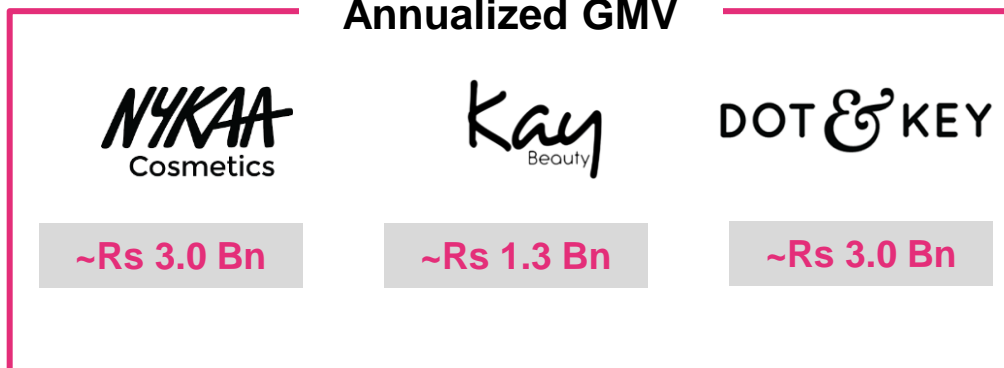 Annualized GMV
NYKAA
Cosmetics
Kay
Beauty
DOT & KEY
~Rs 3.0 Bn
~Rs 1.3 Bn
~Rs 3.0 Bn